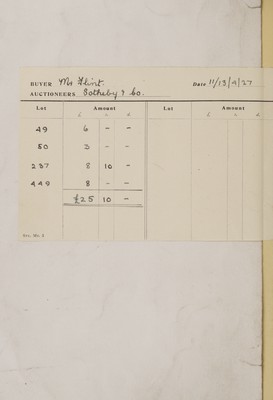 BUYER Mr Flint. Date 11/13/4/37
AUCTIONEERS Sotheby & Co.
Lot Amount Lot Amount
£ s d £ s d
49 6 - -
50 3 - -
237 8 10 -
449 8 - -
£25 10 -